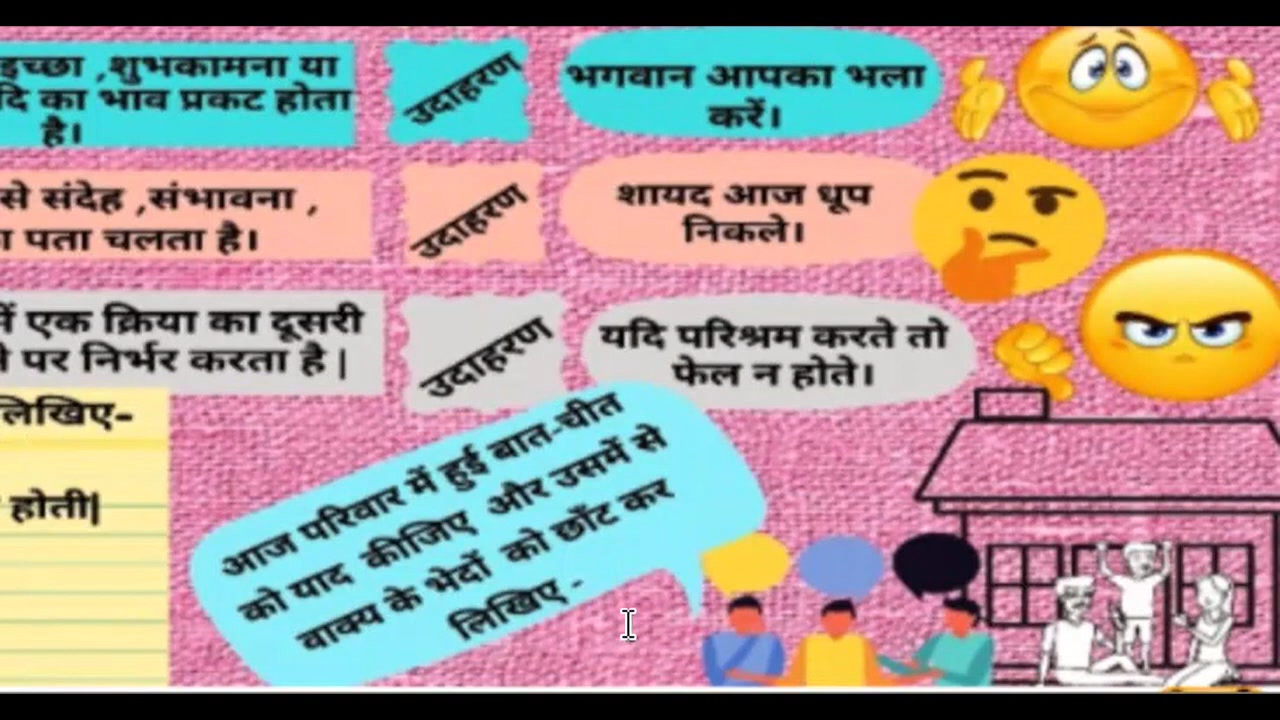 इच्छा ,शुभकामना या
दि का भाव प्रकट होता
है।
उदाहरण
भगवान आपका भला
करें।
से संदेह ,संभावना ,
पता चलता है।
उदाहरण
शायद आज धूप
निकले।
में एक क्रिया का दूसरी
पर निर्भर करता है |
उदाहरण
यदि परिश्रम करते तो
फेल न होते।
लिखिए-
होती|
आज परिवार में हुई बात-चीत
को याद कीजिए और उसमें से
वाक्य के भेदों को छाँट कर
लिखिए -